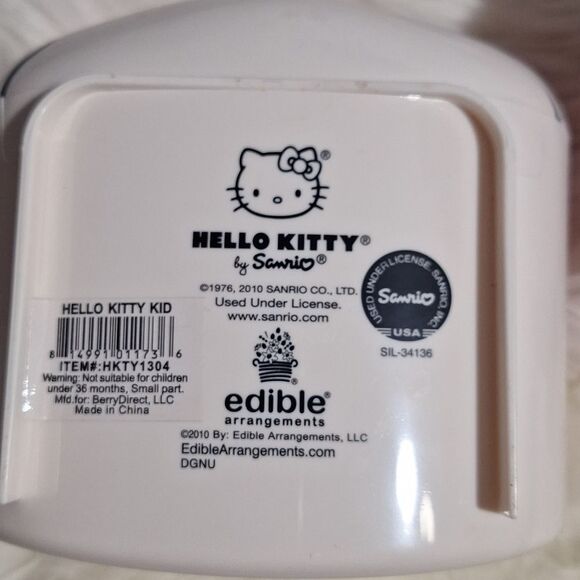 ®
HELLO KITTY®
by Sanrio®
©1976, 2010 SANRIO CO., LTD.
Used Under License.
www.sanrio.com
USED UNDER LICENSE. SANRIO, INC.
Sanrio
USA
SIL-34136
HELLO KITTY KID
8 14991 01173 6
ITEM#:HKTY1304
Warning: Not suitable for children
under 36 months, Small part.
Mfd.for: BerryDirect, LLC
Made in China
®
edible®
arrangements
©2010 By: Edible Arrangements, LLC
EdibleArrangements.com
DGNU